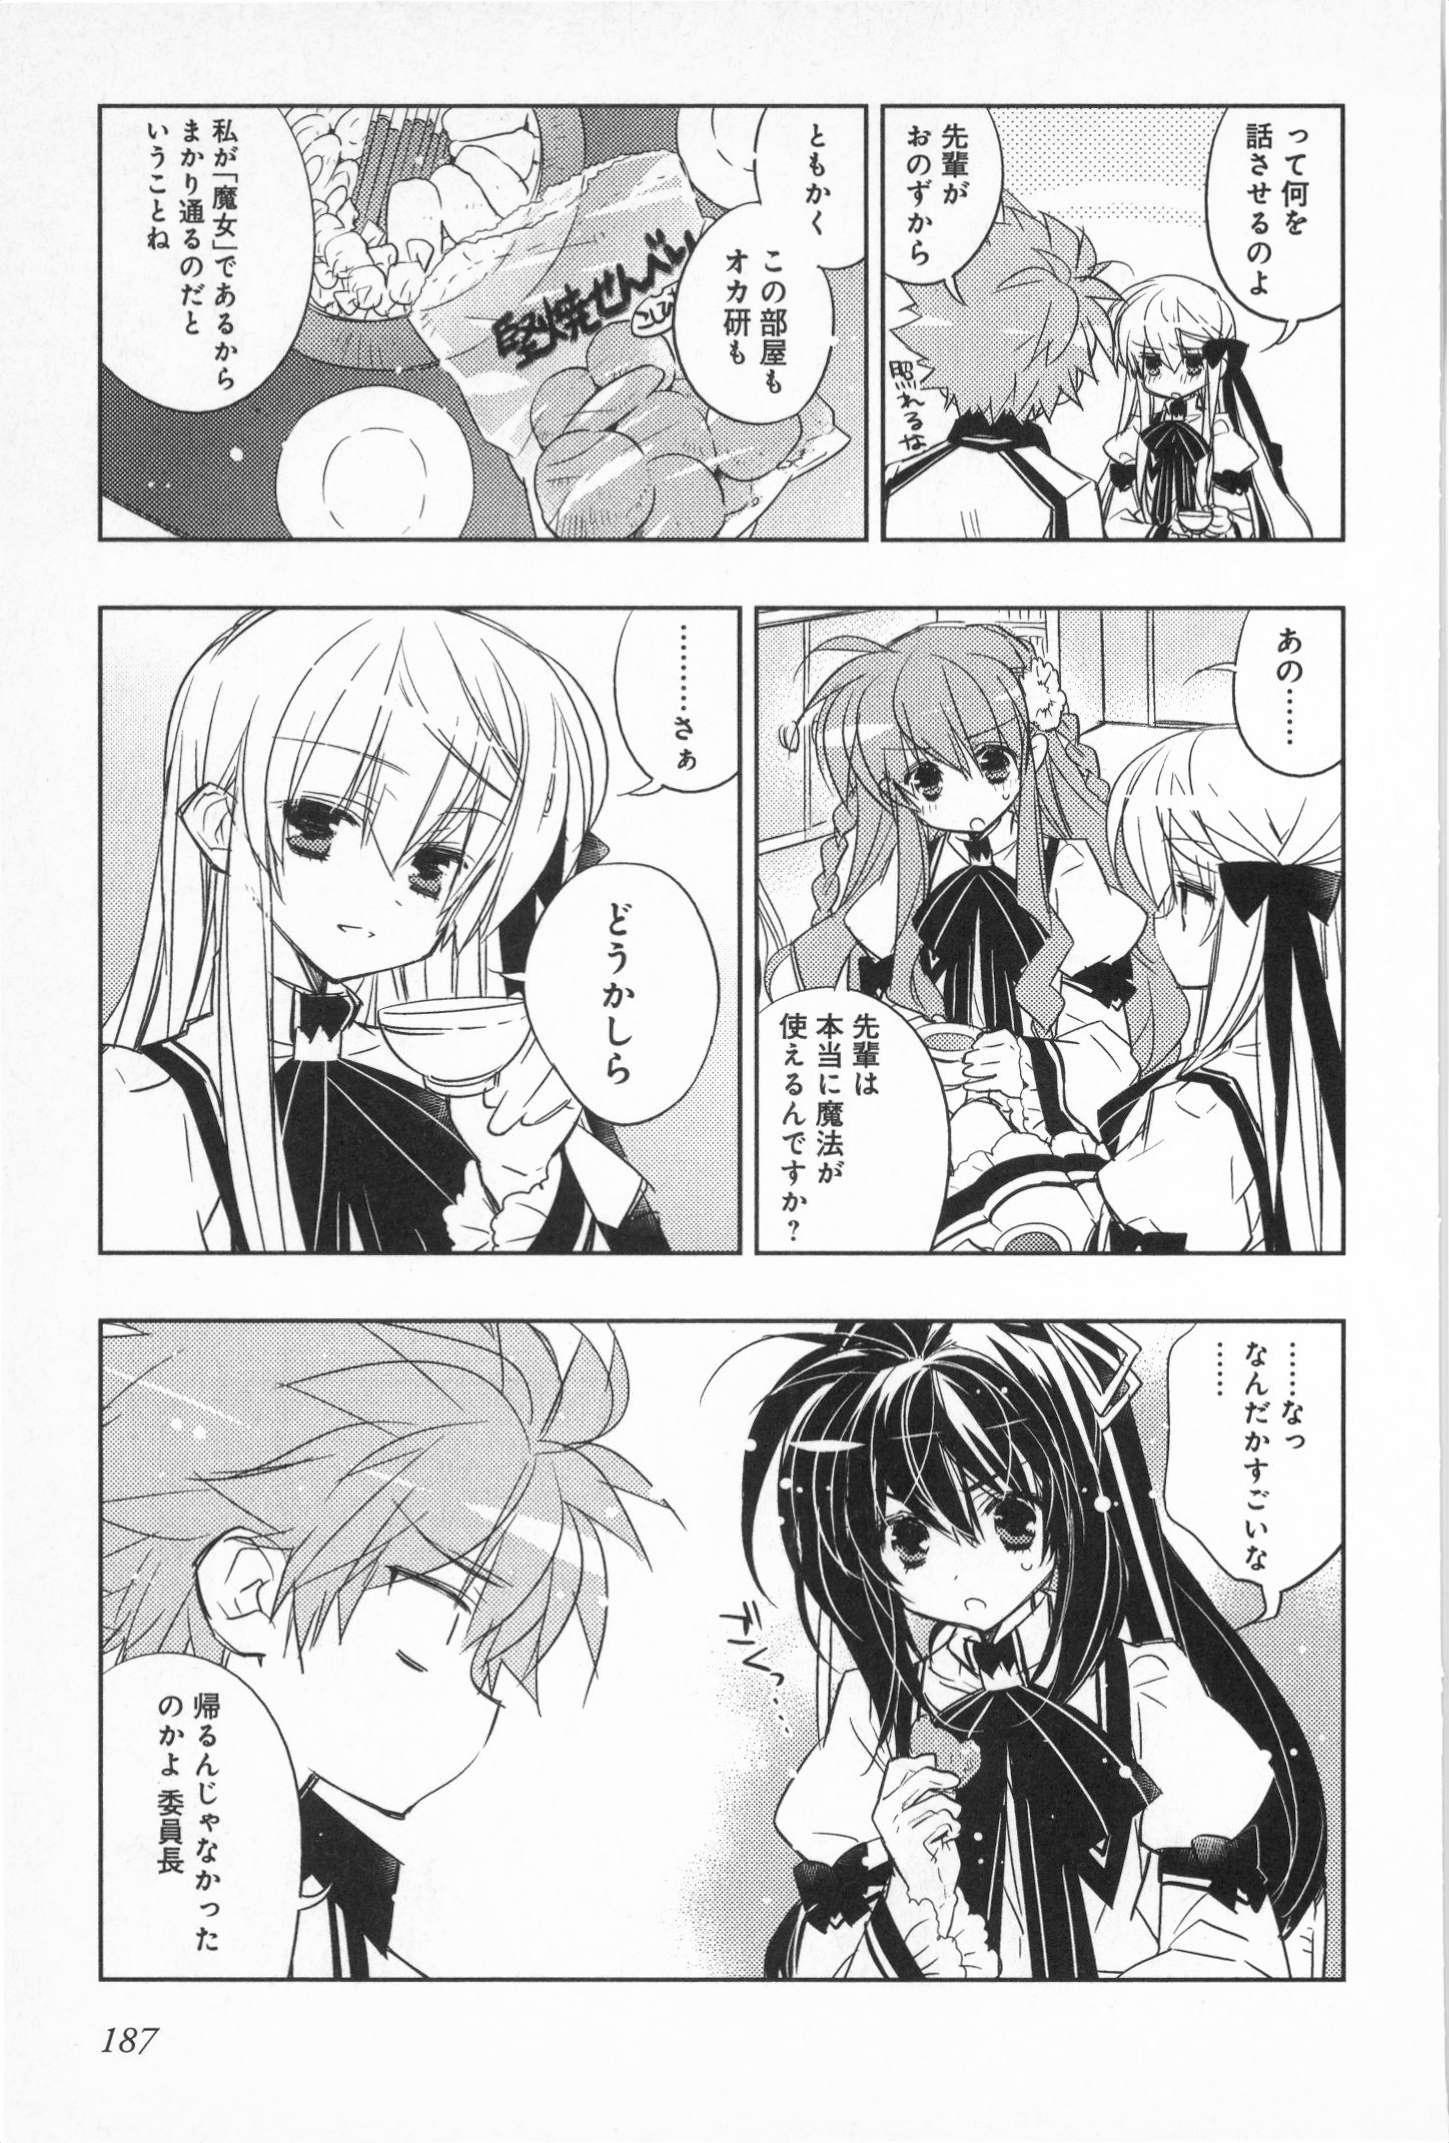 って何を
話させるのよ
先輩が
おのずから
照れるな
ともかく
この部屋も
オカ研も
堅焼せんべい
私が「魔女」であるから
まかり通るのだと
いうことね
あの……
先輩は
本当に魔法が
使えるんですか?
………さぁ
どうかしら
……なっ
なんだかすごいな
……
帰るんじゃなかった
のかよ 委員長
187